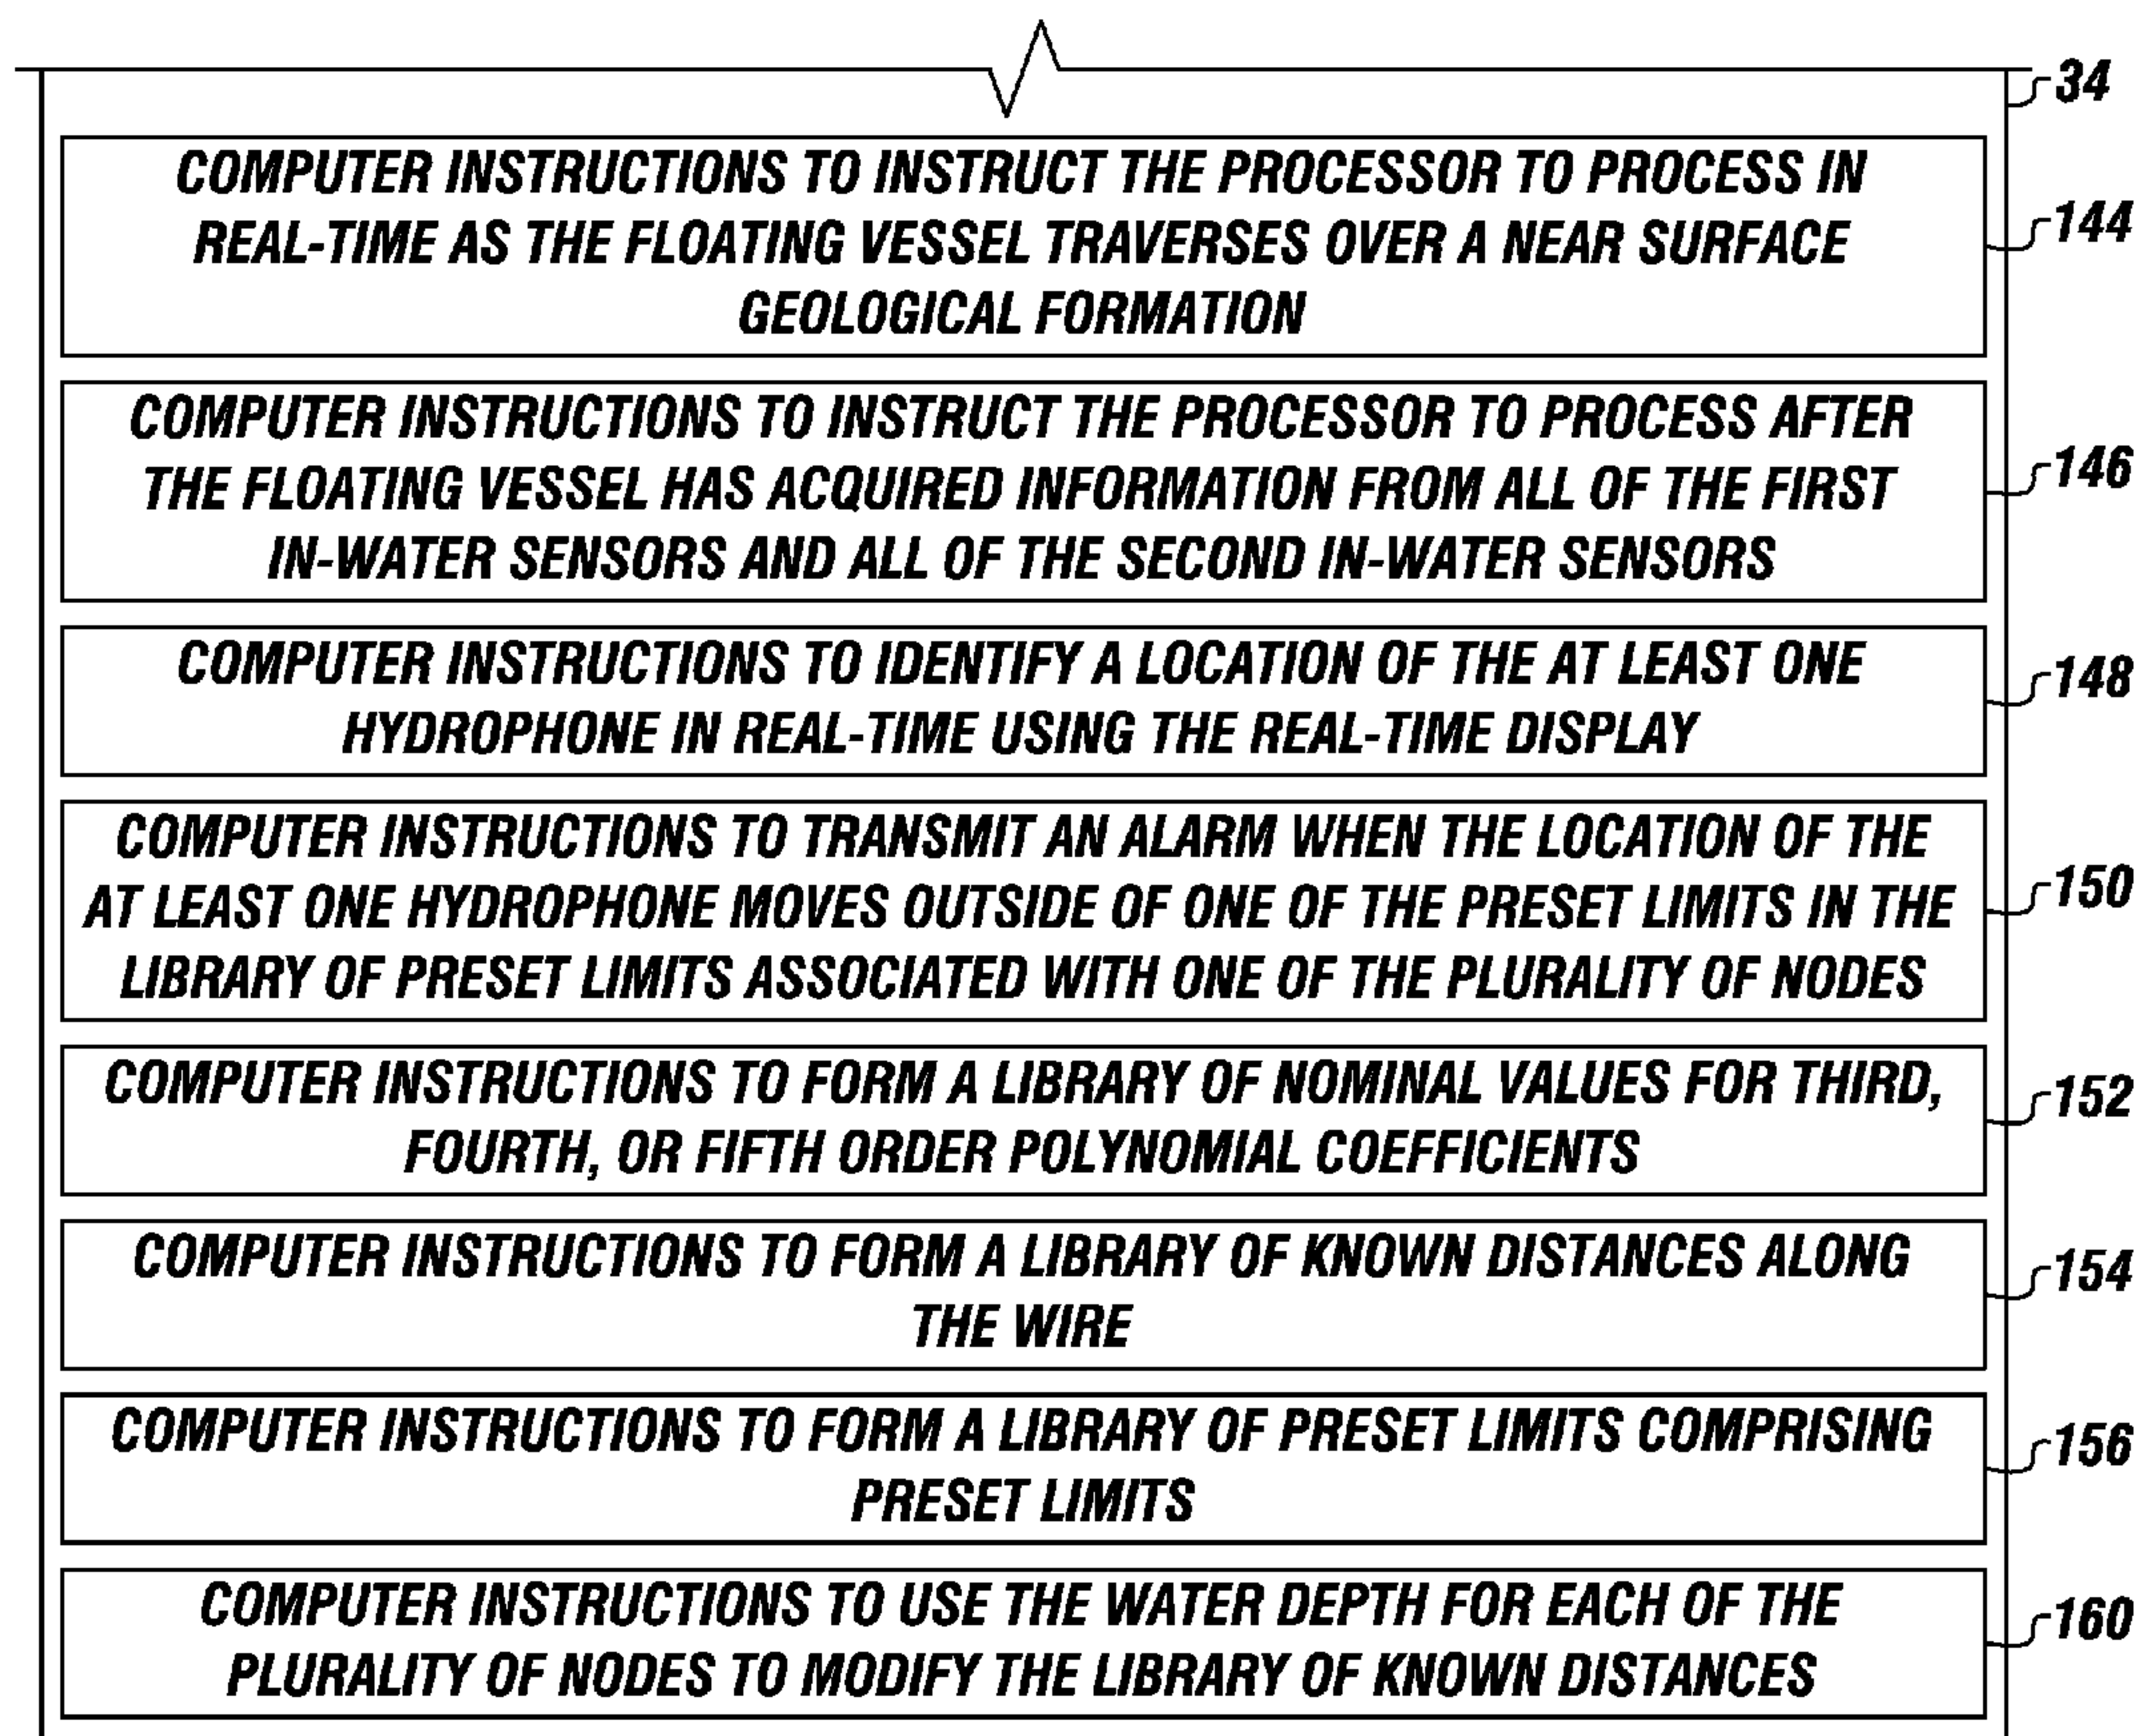 34
COMPUTER INSTRUCTIONS TO INSTRUCT THE PROCESSOR TO PROCESS IN
REAL-TIME AS THE FLOATING VESSEL TRAVERSES OVER A NEAR SURFACE
GEOLOGICAL FORMATION
144
COMPUTER INSTRUCTIONS TO INSTRUCT THE PROCESSOR TO PROCESS AFTER
THE FLOATING VESSEL HAS ACQUIRED INFORMATION FROM ALL OF THE FIRST
IN-WATER SENSORS AND ALL OF THE SECOND IN-WATER SENSORS
146
COMPUTER INSTRUCTIONS TO IDENTIFY A LOCATION OF THE AT LEAST ONE
HYDROPHONE IN REAL-TIME USING THE REAL-TIME DISPLAY
148
COMPUTER INSTRUCTIONS TO TRANSMIT AN ALARM WHEN THE LOCATION OF THE
AT LEAST ONE HYDROPHONE MOVES OUTSIDE OF ONE OF THE PRESET LIMITS IN THE
LIBRARY OF PRESET LIMITS ASSOCIATED WITH ONE OF THE PLURALITY OF NODES
150
COMPUTER INSTRUCTIONS TO FORM A LIBRARY OF NOMINAL VALUES FOR THIRD,
FOURTH, OR FIFTH ORDER POLYNOMIAL COEFFICIENTS
152
COMPUTER INSTRUCTIONS TO FORM A LIBRARY OF KNOWN DISTANCES ALONG
THE WIRE
154
COMPUTER INSTRUCTIONS TO FORM A LIBRARY OF PRESET LIMITS COMPRISING
PRESET LIMITS
156
COMPUTER INSTRUCTIONS TO USE THE WATER DEPTH FOR EACH OF THE
PLURALITY OF NODES TO MODIFY THE LIBRARY OF KNOWN DISTANCES
160